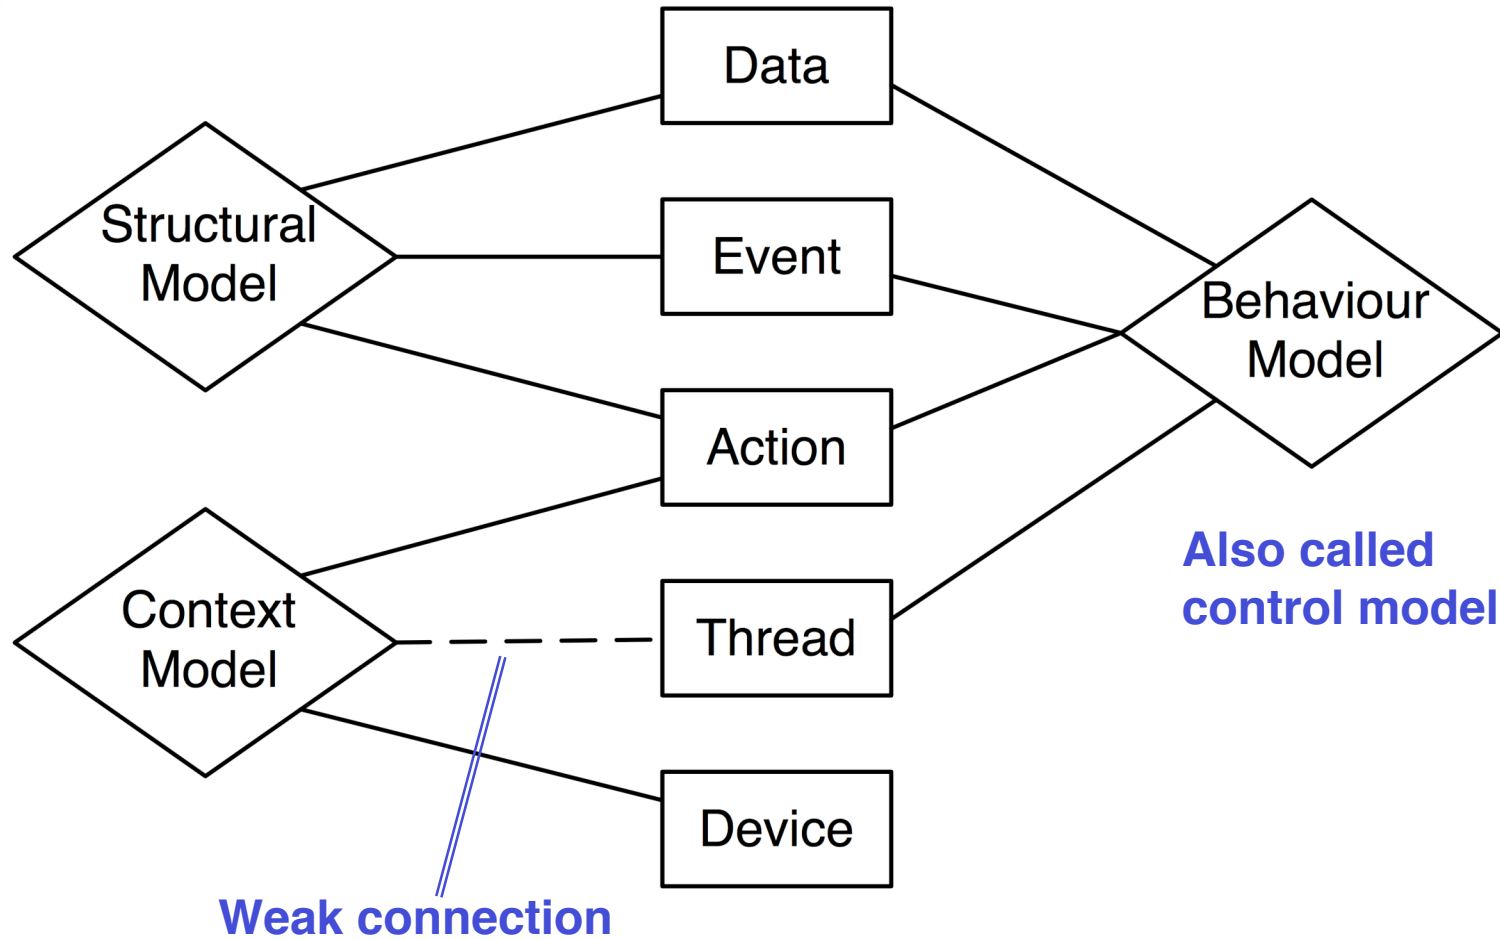 Data
Structural
Model
Event
Behaviour
Model
Action
Context
Model
Thread
Also called
control model
Device
Weak connection